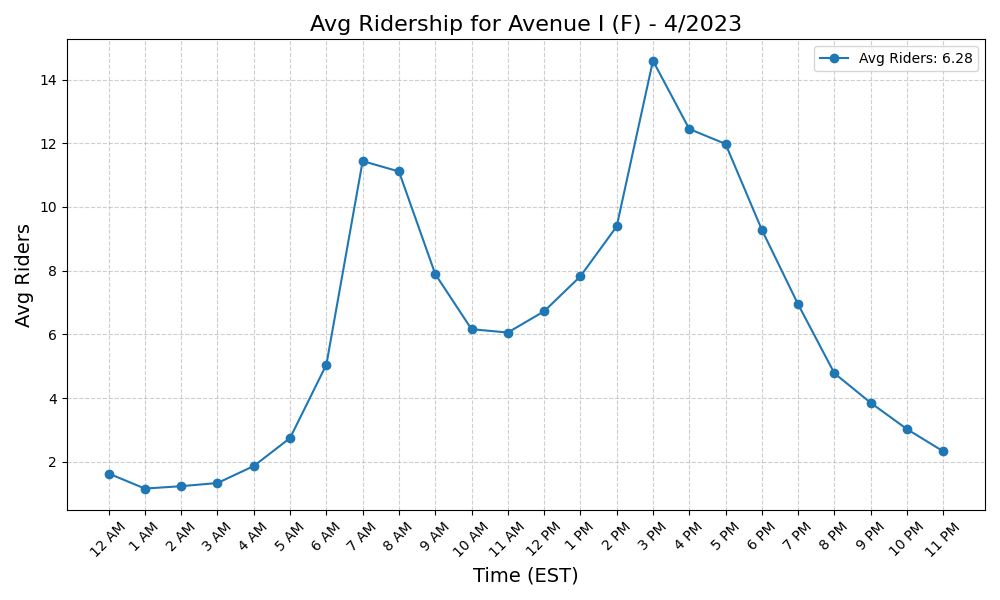 Avg Ridership for Avenue I (F) - 4/2023
Avg Riders: 6.28
Avg Riders
14
12
10
8
6
4
2
12 AM
1 AM
2 AM
3 AM
4 AM
5 AM
6 AM
7 AM
8 AM
9 AM
10 AM
11 AM
12 PM
1 PM
2 PM
3 PM
4 PM
5 PM
6 PM
7 PM
8 PM
9 PM
10 PM
11 PM
Time (EST)